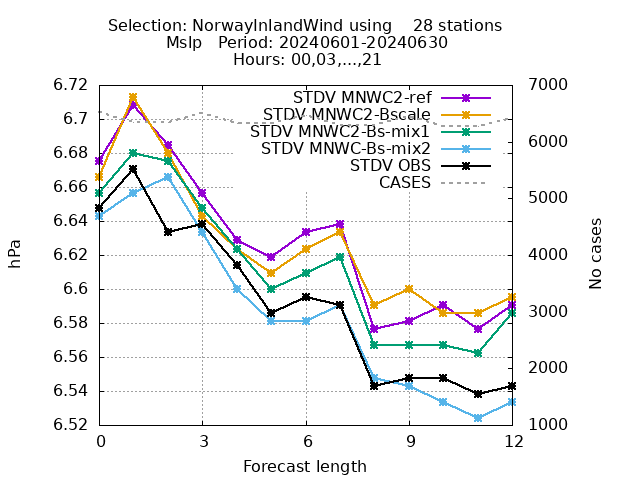 Selection: NorwayInlandWind using    28 stations
Mslp   Period: 20240601-20240630
Hours: 00,03,...,21
STDV MNWC2-ref
STDV MNWC2-Bscale
STDV MNWC2-Bs-mix1
STDV MNWC-Bs-mix2
STDV OBS
CASES
6.72
6.7
6.68
6.66
6.64
6.62
6.6
6.58
6.56
6.54
6.52
hPa
7000
6000
5000
4000
3000
2000
1000
No cases
0 3 6 9 12
Forecast length